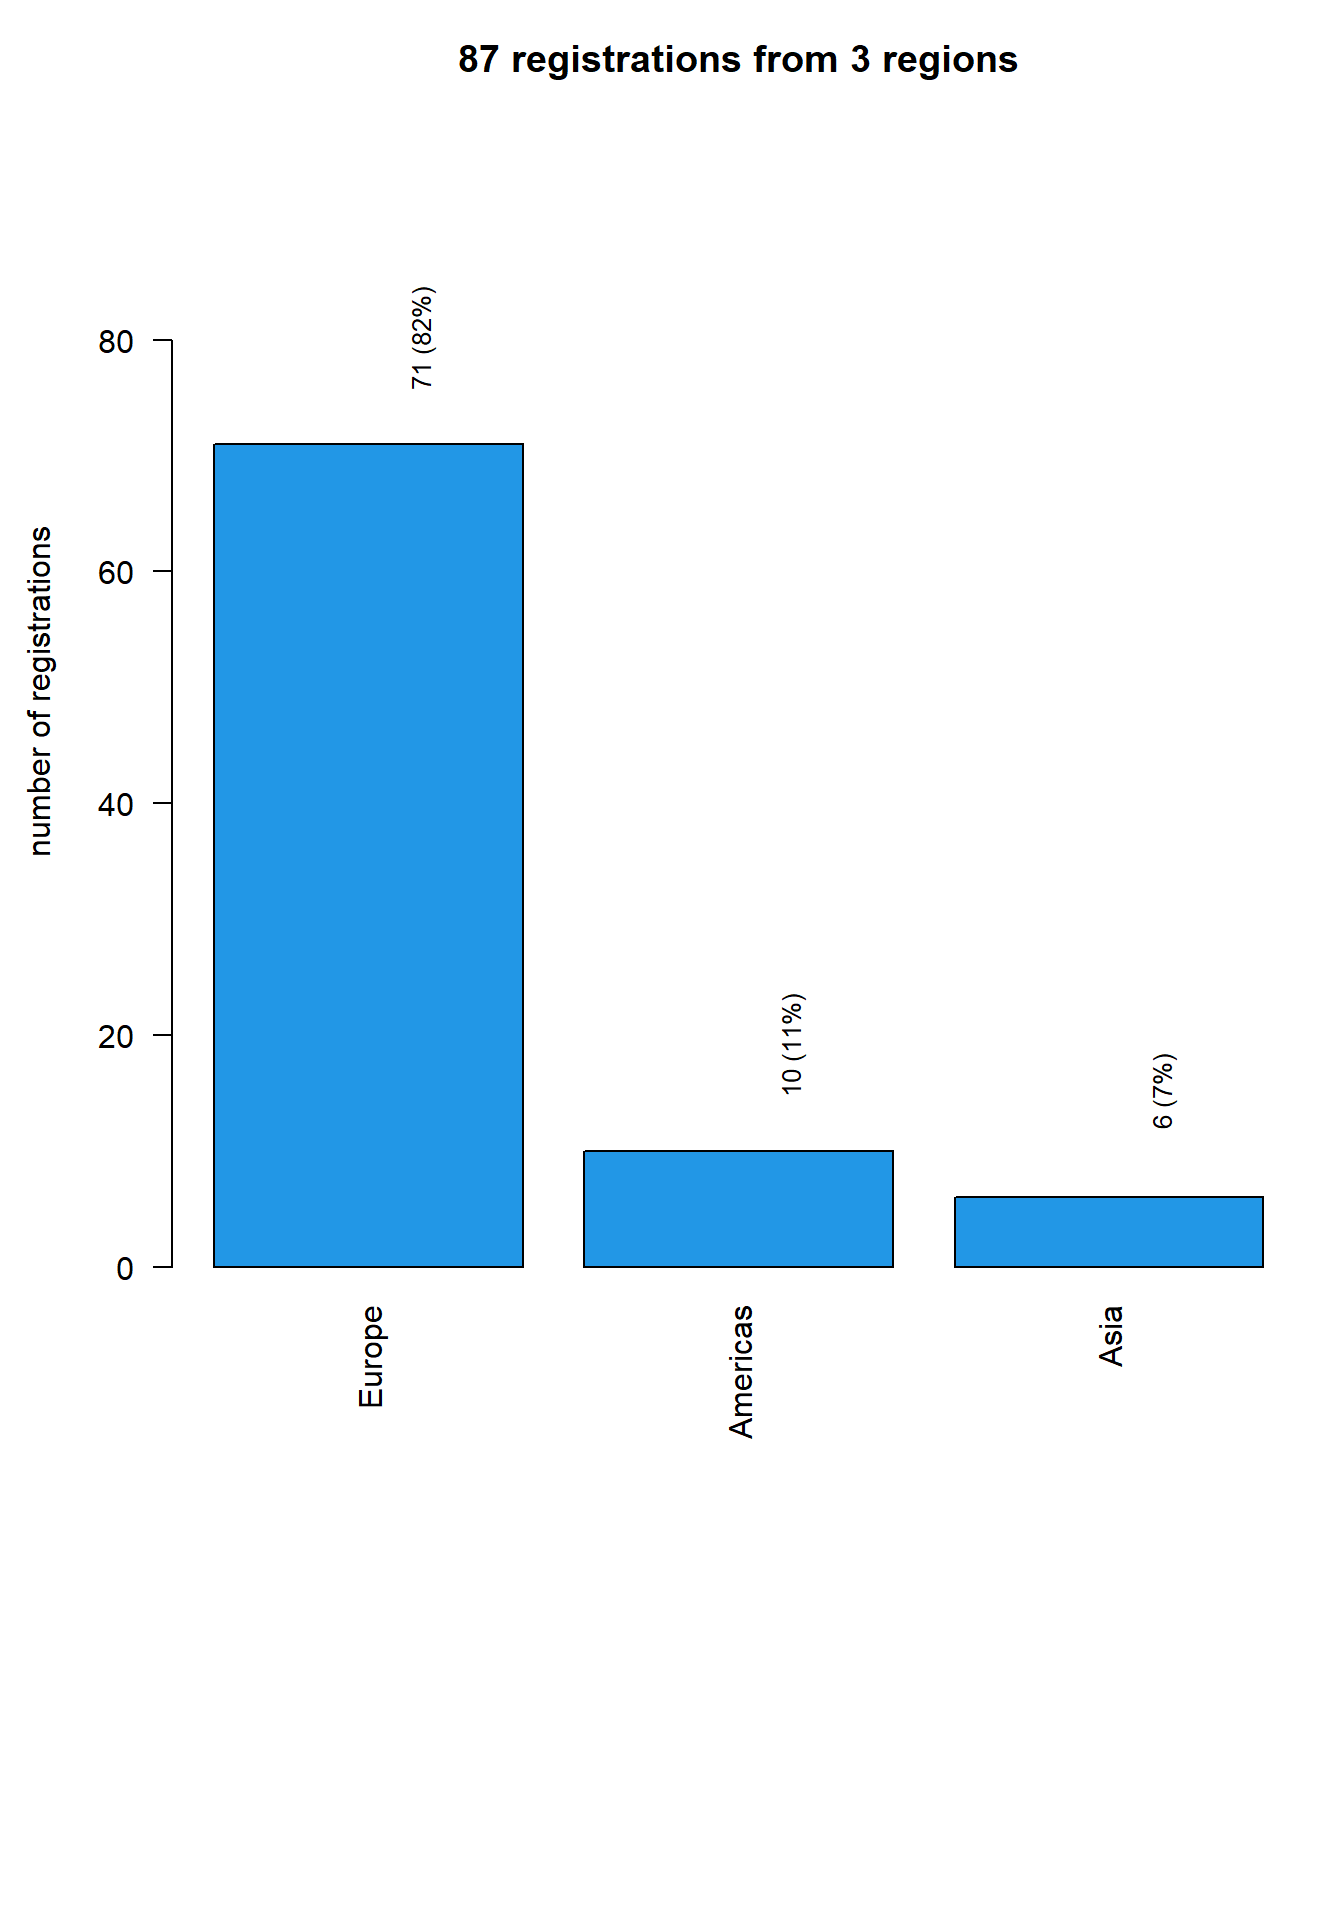 87 registrations from 3 regions
number of registrations
80
60
40
20
0
71 (82%)
10 (11%)
6 (7%)
Europe
Americas
Asia